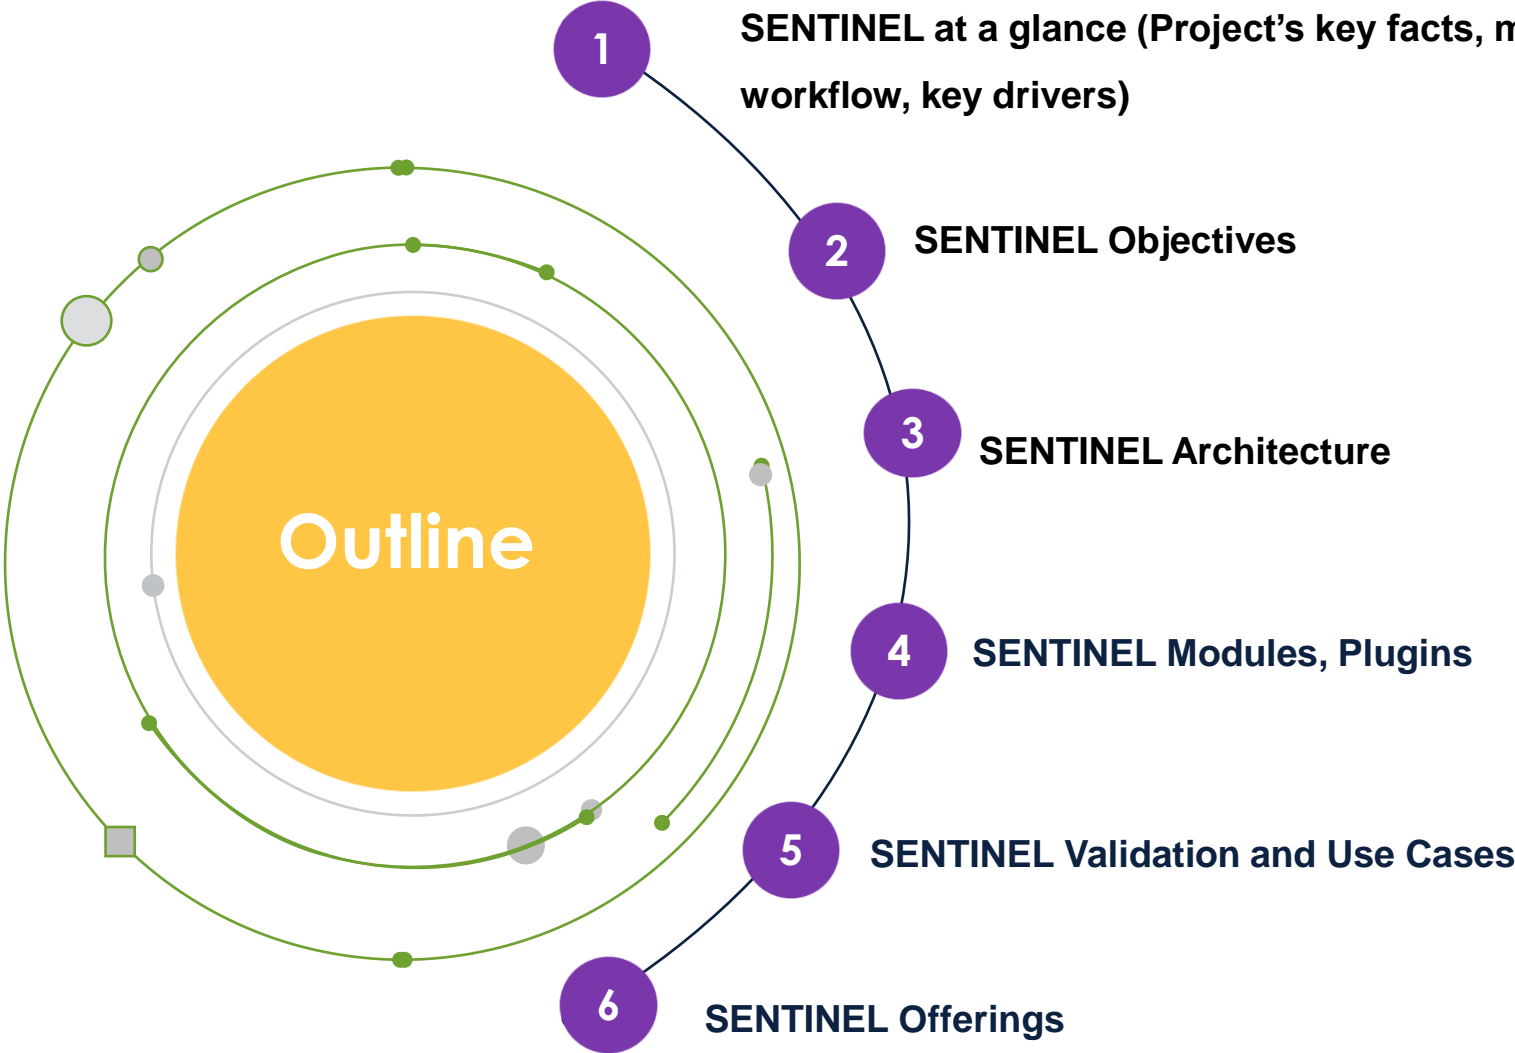 1
SENTINEL at a glance (Project’s key facts,
workflow, key drivers)
2
SENTINEL Objectives
3
SENTINEL Architecture
Outline
4
SENTINEL Modules, Plugins
5
SENTINEL Validation and Use Cases
6
SENTINEL Offerings